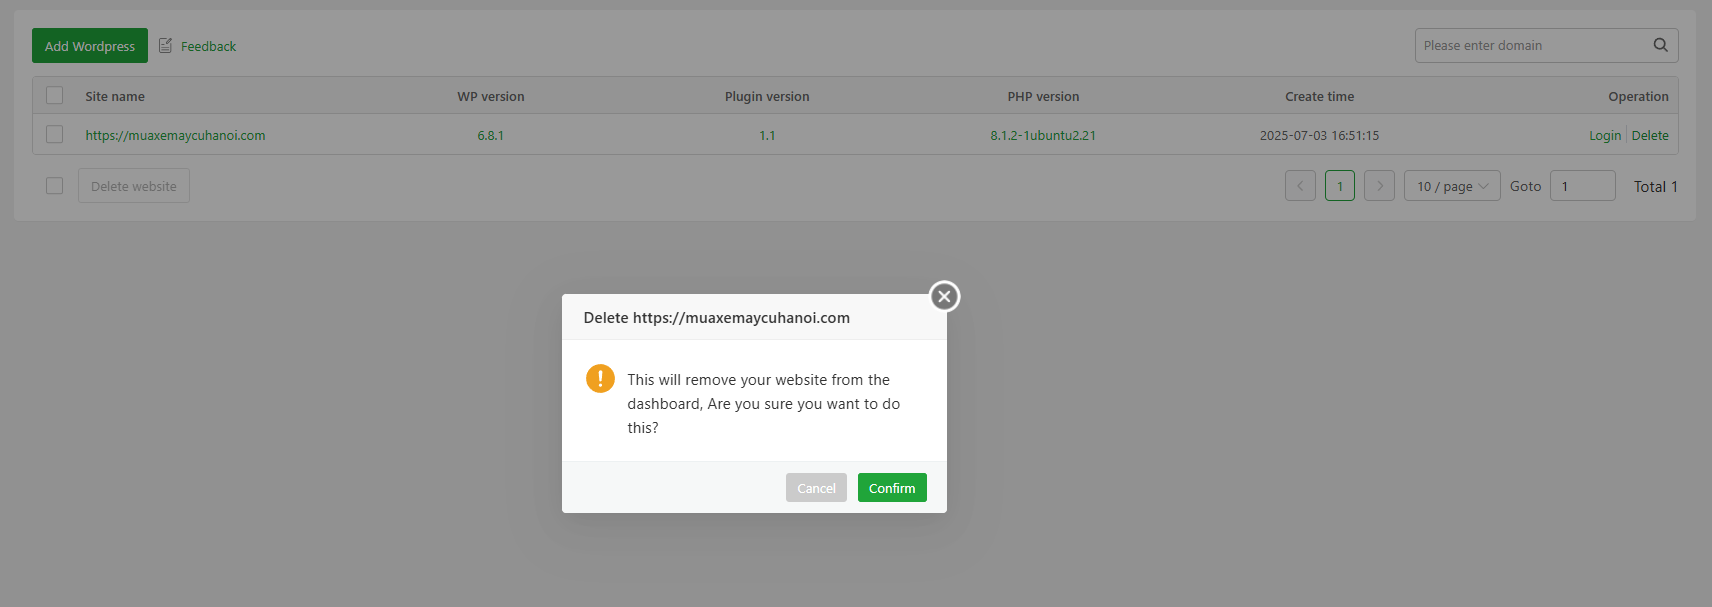 Add Wordpress Feedback Please enter domain
Site name WP version Plugin version PHP version Create time Operation
https://muaxemaycuhanoi.com 6.8.1 1.1 8.1.2-1ubuntu2.21 2025-07-03 16:51:15 Login Delete
Delete website 1 10 / page Goto 1 Total 1
Delete https://muaxemaycuhanoi.com
This will remove your website from the
dashboard, Are you sure you want to do
this?
Cancel Confirm